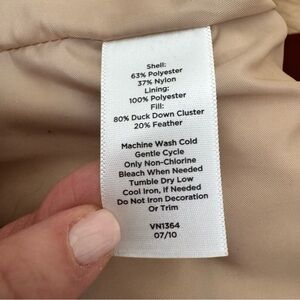 Shell:
63% Polyester
37% Nylon
Lining:
100% Polyester
Fill:
80% Duck Down Cluster
20% Feather
Machine Wash Cold
Gentle Cycle
Only Non-Chlorine
Bleach When Needed
Tumble Dry Low
Cool Iron, If Needed
Do Not Iron Decoration
Or Trim
VN1364
07/10